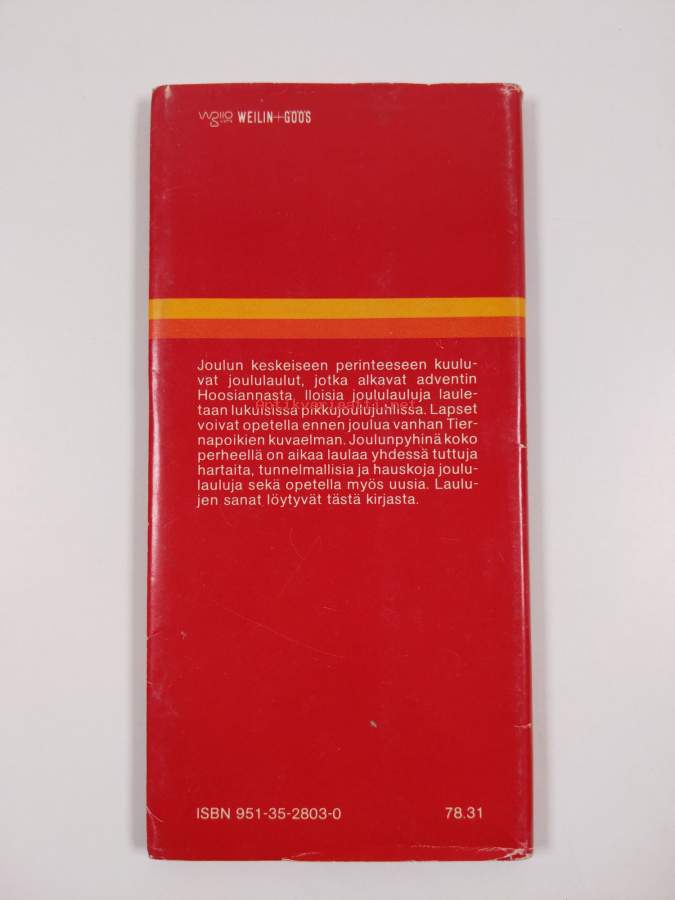 WEILIN+GÖÖS
Joulun keskeiseen perinteeseen kuulu-
vat joululaulut, jotka alkavat adventin
Hoosiannasta. Iloisia joululauluja laule-
taan lukuisissa pikkujoulujuhlissa. Lapset
voivat opetella ennen joulua vanhan Tier-
napoikien kuvaelman. Joulunpyhinä koko
perheellä on aikaa laulaa yhdessä tuttuja
hartaita, tunnelmallisia ja hauskoja joulu-
lauluja sekä opetella myös uusia. Laulu-
jen sanat löytyvät tästä kirjasta.
ISBN 951-35-2803-0 78.31